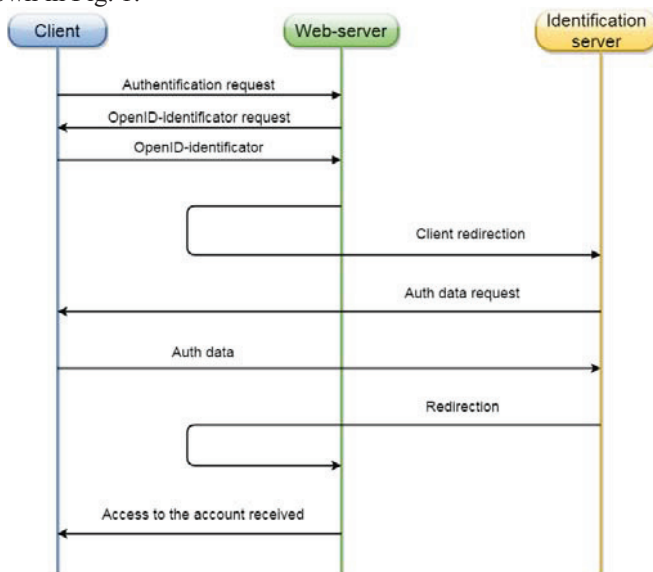 Client
Web-server
Identification
server
Authentification request
OpenID-identificator request
OpenID-identificator
Client redirection
Auth data request
Auth data
Redirection
Access to the account received